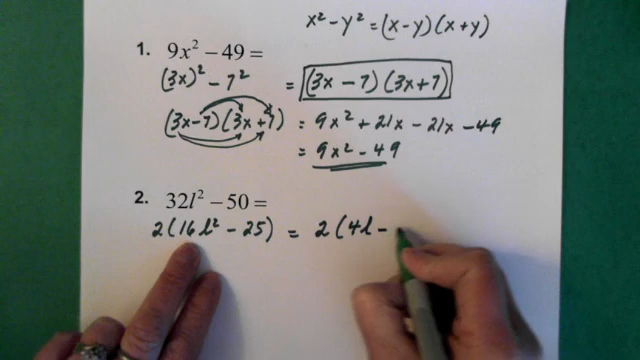 x² - y² = (x-y)(x+y)
1. 9x² - 49 =
(3x)² - 7² = (3x - 7)(3x+7)
(3x-7)(3x+7) = 9x² + 21x - 21x - 49
= 9x² - 49
2. 32l² - 50 =
2(16l² - 25) = 2(4l -